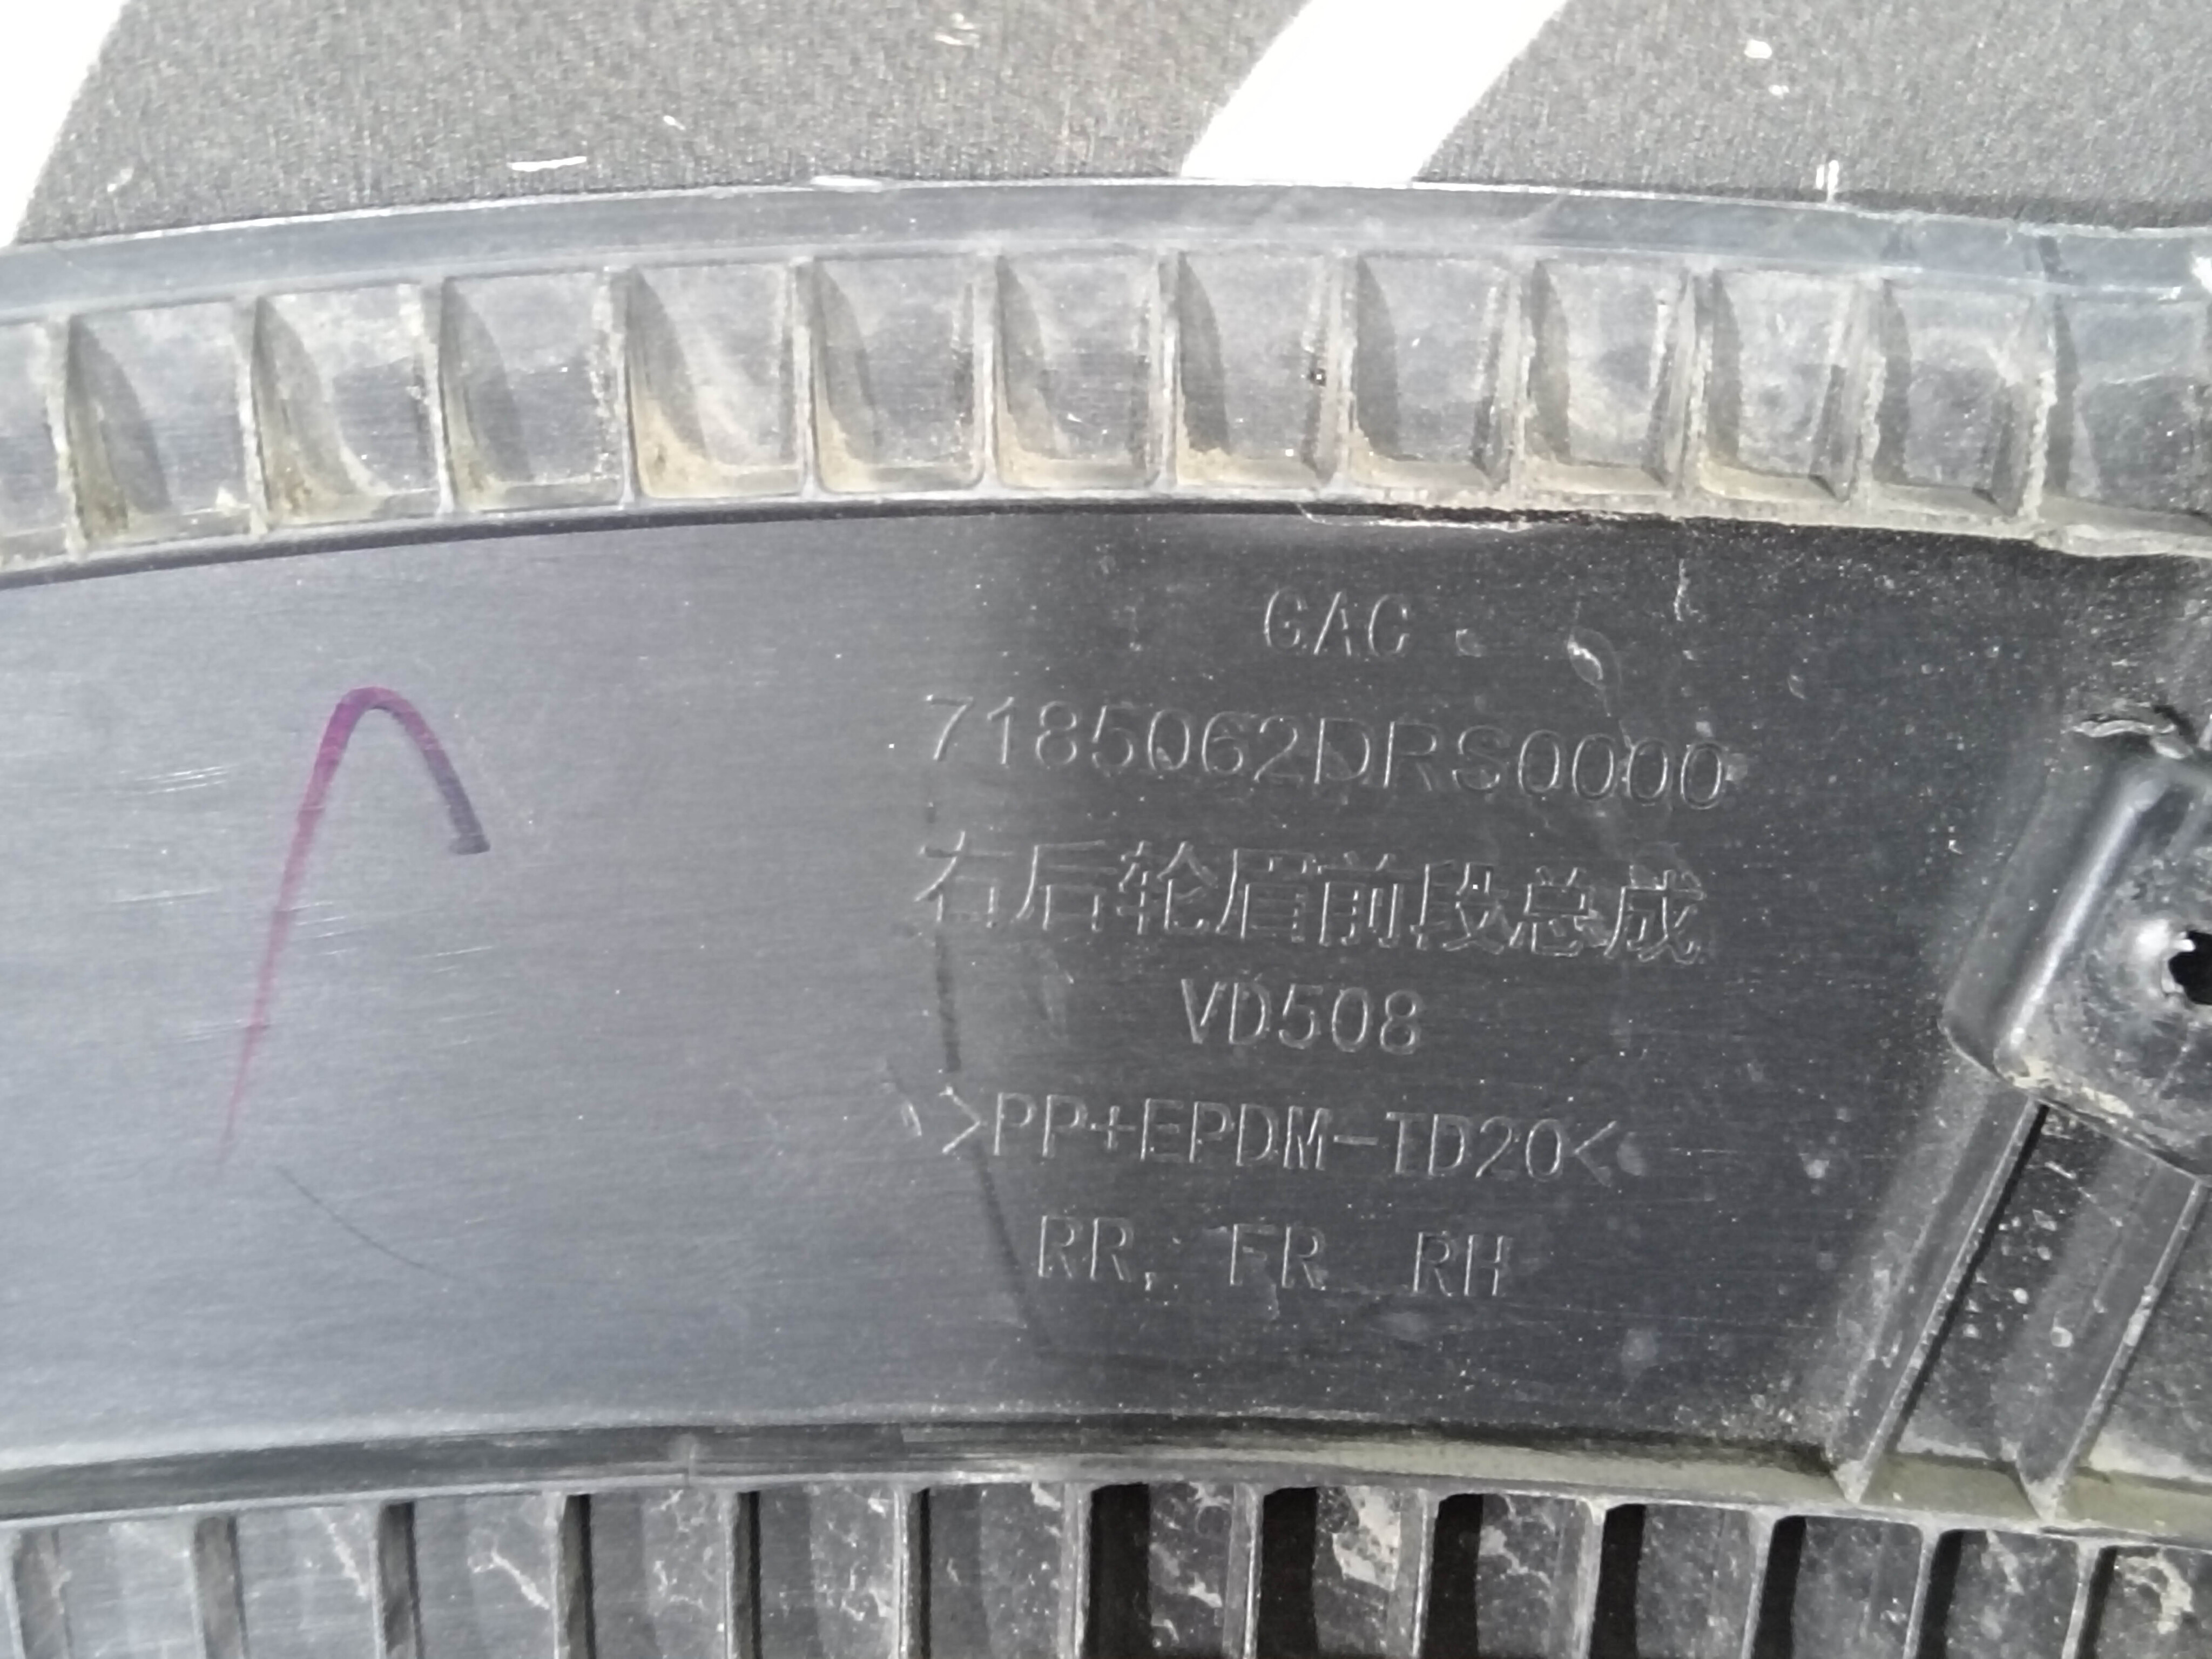 GAC
7185062DRS0000
右后轮眉前段总成
VD508
>PP+EPDM-TD20<
RR, FR RH